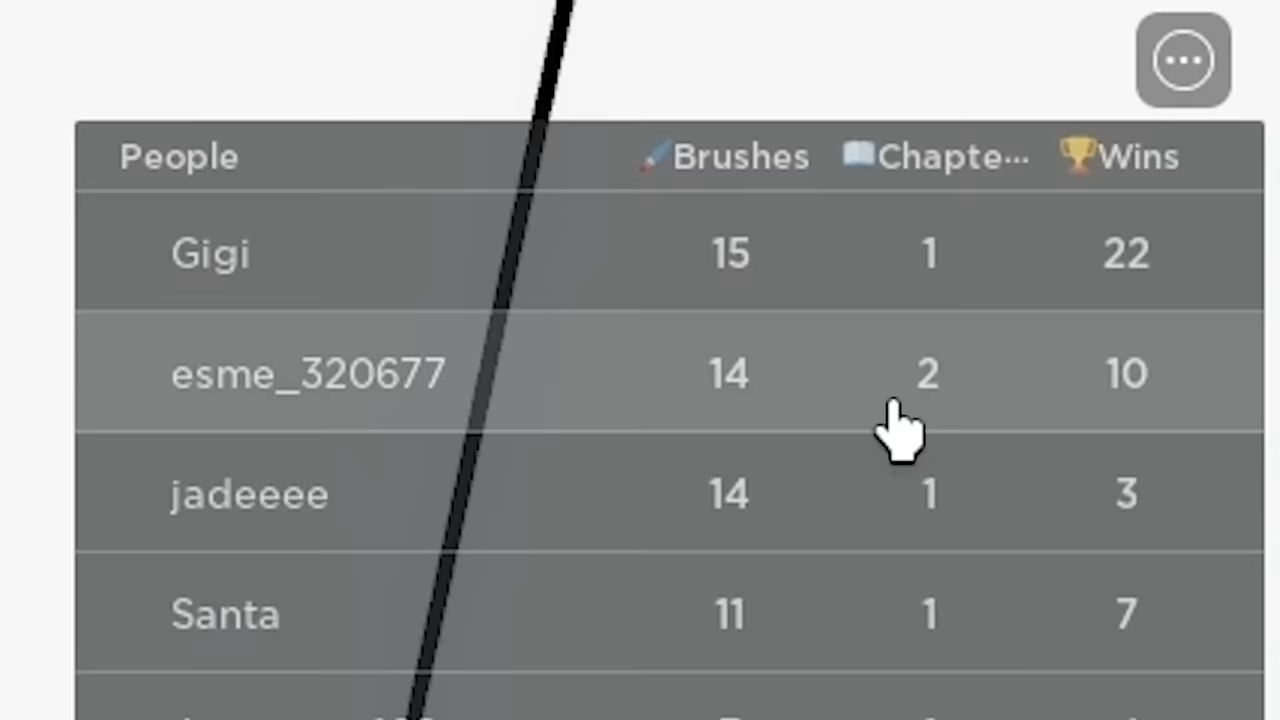 People 🖌️Brushes 📖Chapte··· 🏆Wins
Gigi 15 1 22
esme_320677 14 2 10
jadeeee 14 1 3
Santa 11 1 7